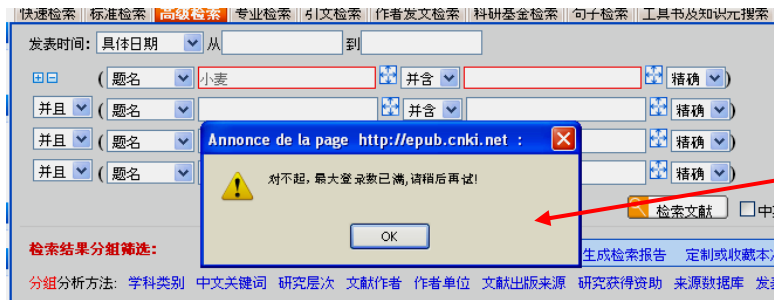 快速检索 标准检索 高级检索 专业检索 引文检索 作者发文检索 科研基金检索 句子检索 工具书及知识元搜索
发表时间: 具体日期 从 到
( 题名 小麦 并含 精确 )
并且 ( 题名 并含 精确 )
并且 ( 题名 精确 )
并且 ( 题名 精确 )
Annonce de la page http://epub.cnki.net :
对不起,最大登录数已满,请稍后再试!
OK
检索文献
检索结果分组筛选: 生成检索报告 定制或收藏本
分组分析方法: 学科类别 中文关键词 研究层次 文献作者 作者单位 文献出版来源 研究获得资助 来源数据库 发